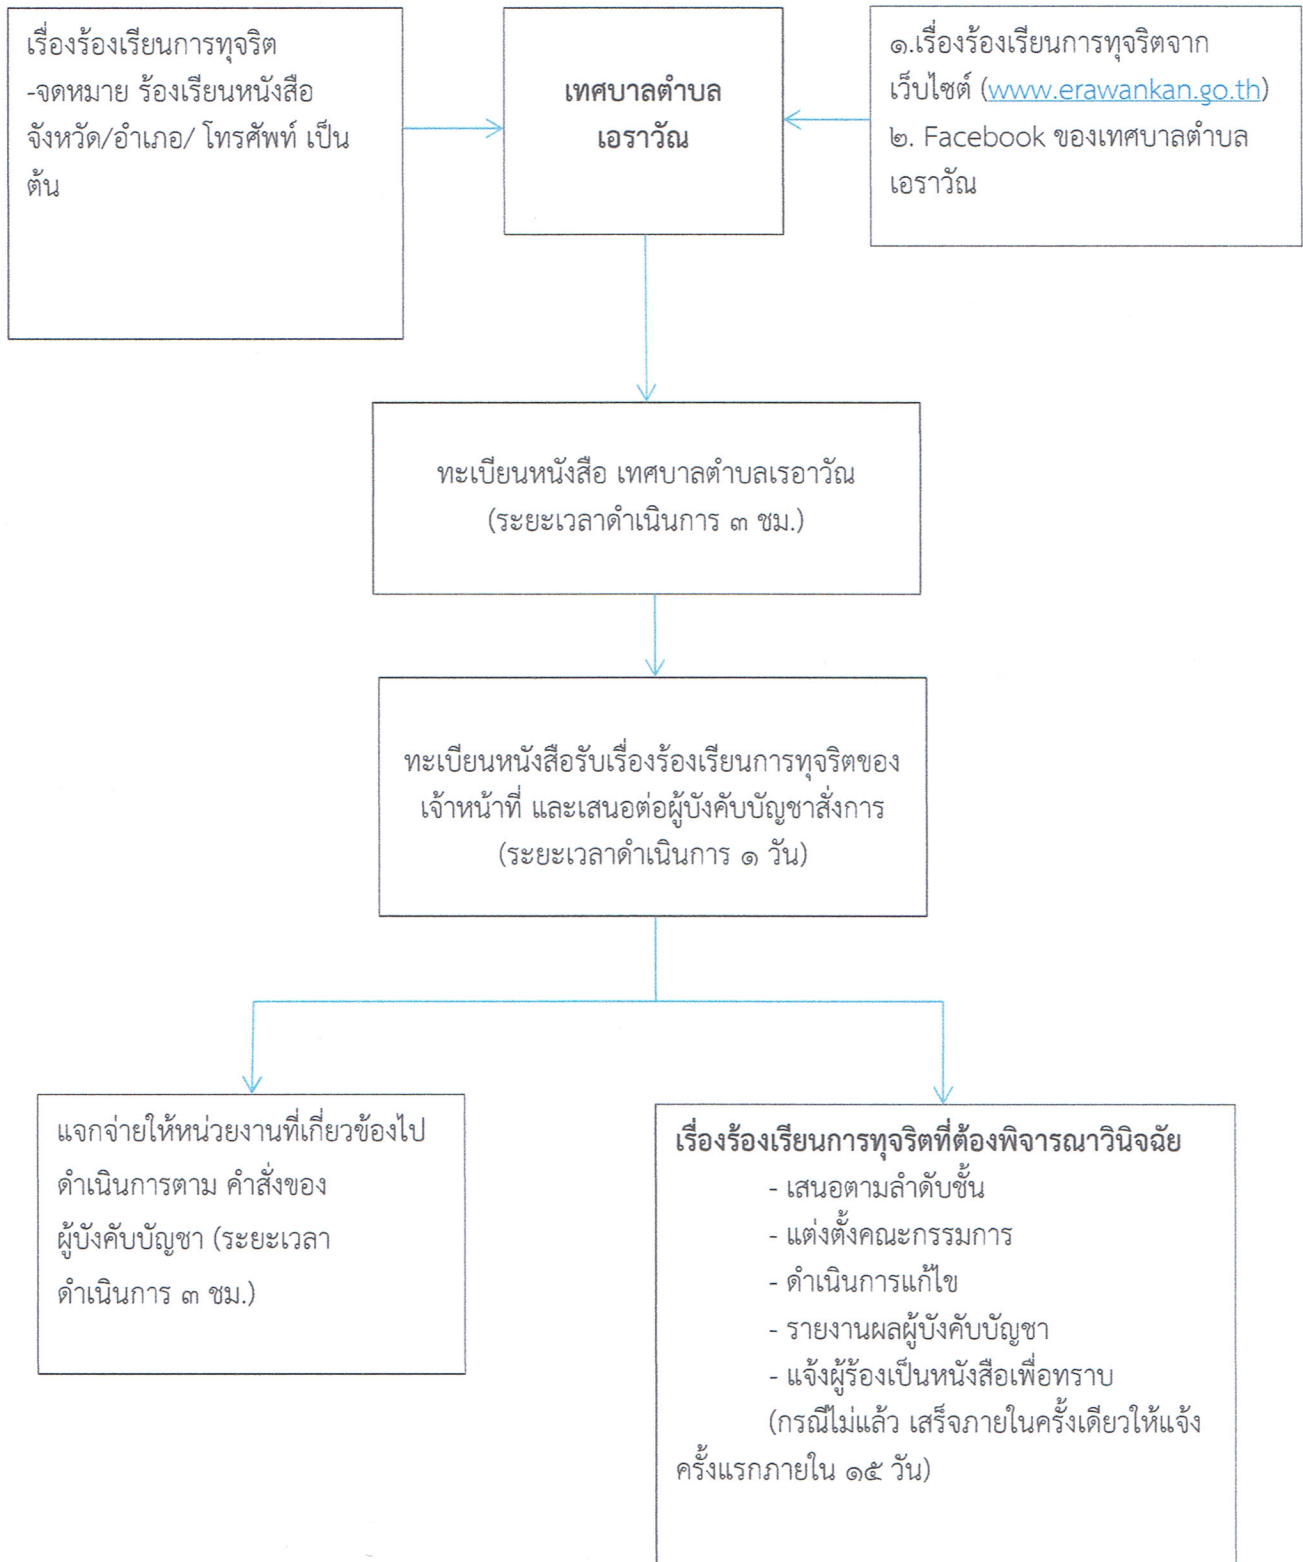 เรื่องร้องเรียนการทุจริต
-จดหมาย ร้องเรียนหนังสือ
จังหวัด/อำเภอ/ โทรศัพท์ เป็น
ต้น
เทศบาลตำบล
เอราวัณ
๑.เรื่องร้องเรียนการทุจริตจาก
เว็บไซต์ (www.erawankan.go.th)
๒. Facebook ของเทศบาลตำบล
เอราวัณ
ทะเบียนหนังสือ เทศบาลตำบลเรอาวัณ
(ระยะเวลาดำเนินการ ๓ ชม.)
ทะเบียนหนังสือรับเรื่องร้องเรียนการทุจริตของ
เจ้าหน้าที่ และเสนอต่อผู้บังคับบัญชาสั่งการ
(ระยะเวลาดำเนินการ ๑ วัน)
แจกจ่ายให้หน่วยงานที่เกี่ยวข้องไป
ดำเนินการตาม คำสั่งของ
ผู้บังคับบัญชา (ระยะเวลา
ดำเนินการ ๓ ชม.)
เรื่องร้องเรียนการทุจริตที่ต้องพิจารณาวินิจฉัย
- เสนอตามลำดับชั้น
- แต่งตั้งคณะกรรมการ
- ดำเนินการแก้ไข
- รายงานผลผู้บังคับบัญชา
- แจ้งผู้ร้องเป็นหนังสือเพื่อทราบ
(กรณีไม่แล้ว เสร็จภายในครั้งเดียวให้แจ้ง
ครั้งแรกภายใน ๑๕ วัน)